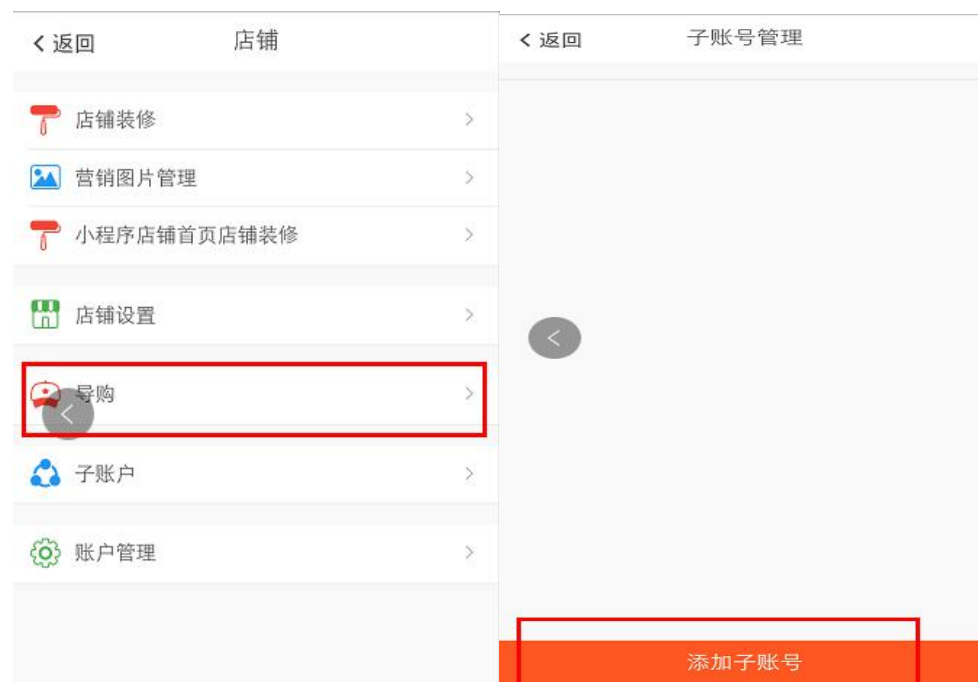 返回
店铺
店铺装修
营销图片管理
小程序店铺首页店铺装修
店铺设置
导购
子账户
账户管理
返回
子账号管理
添加子账号